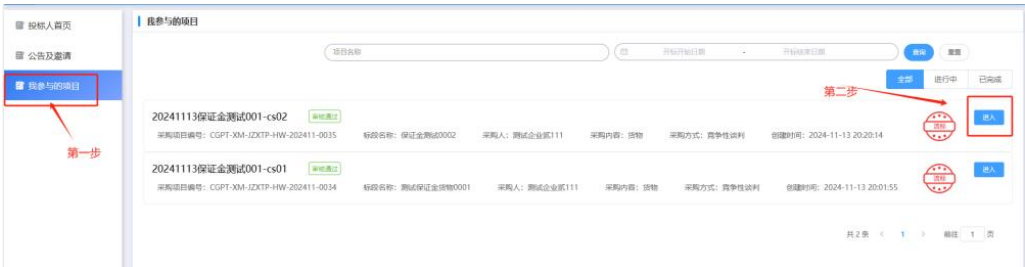 投标人首页
公告及邀请
我参与的项目
第一步
我参与的项目
项目名称
开标开始日期 - 开标结束日期
查询 重置
全部 进行中 已完成
第二步
20241113保证金测试001-cs02 审核通过
采购项目编号：CGPT-XM-JZXTP-HW-202411-0035 标段名称：保证金测试0002 采购人：测试企业贰111 采购内容：货物 采购方式：竞争性谈判 创建时间：2024-11-13 20:20:14
流标
进入
20241113保证金测试001-cs01 审核通过
采购项目编号：CGPT-XM-JZXTP-HW-202411-0034 标段名称：测试保证金货物0001 采购人：测试企业贰111 采购内容：货物 采购方式：竞争性谈判 创建时间：2024-11-13 20:01:55
流标
进入
共 2 条 < 1 > 前往 1 页